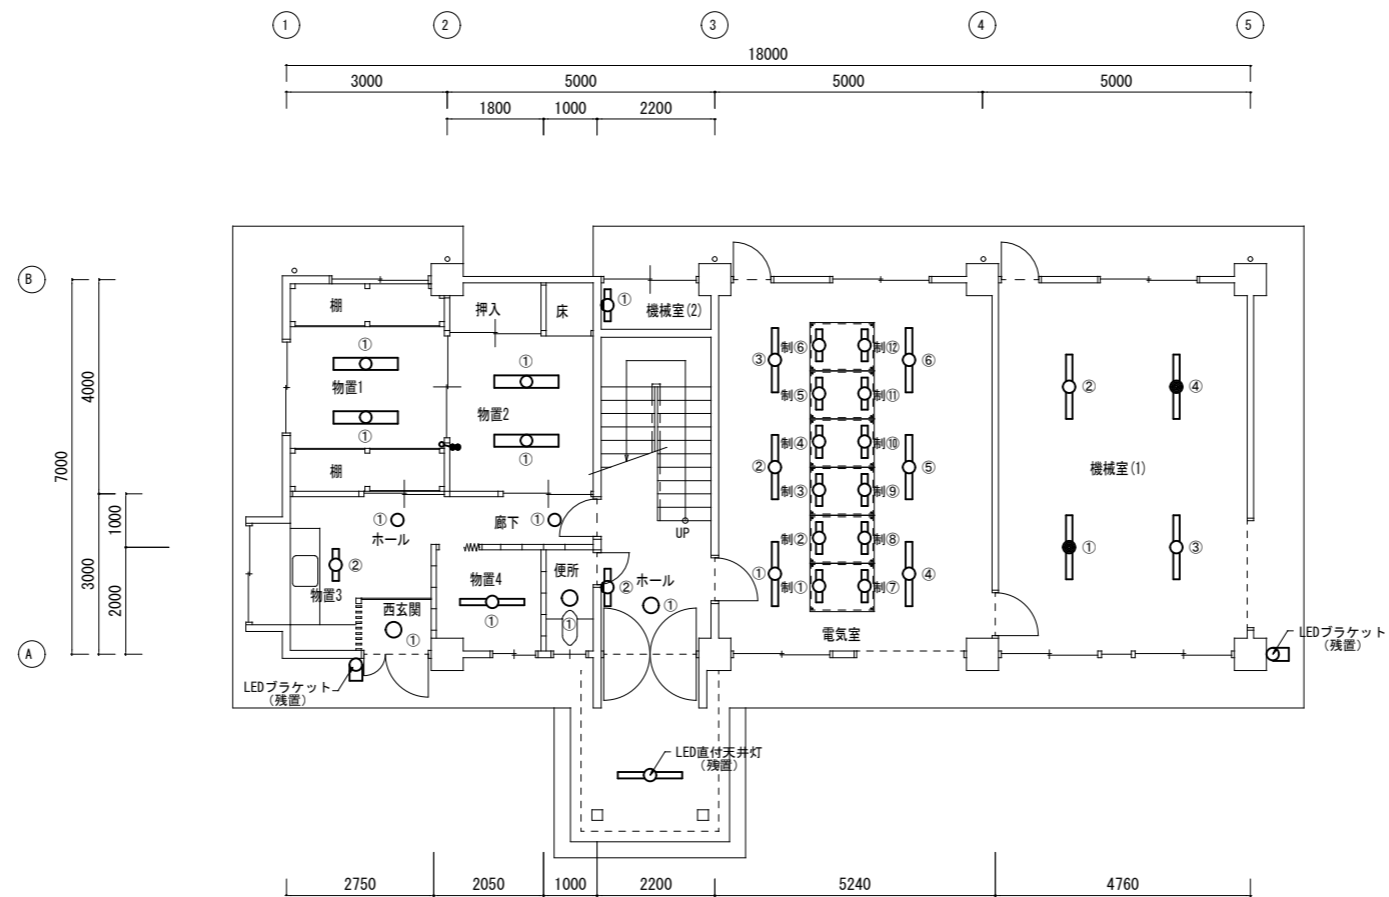 1 2 3 4 5
18000
3000 5000 5000 5000
1800 1000 2200
B
A
7000
4000
3000
1000
2000
棚
押入
床
①
機械室(2)
①
物置1
①
①
物置2
①
棚
③
制⑥
制⑫
⑥
制⑤
制⑪
②
制④
制⑩
⑤
制③
制⑨
制②
制⑧
①
制①
制⑦
④
電気室
②
④
機械室(1)
①
③
①
ホール
廊下
①
UP
②
物置3
物置4
①
便所
①
②
ホール
①
西玄関
①
LEDブラケット
(残置)
LEDブラケット
(残置)
LED直付天井灯
(残置)
2750 2050 1000 2200 5240 4760